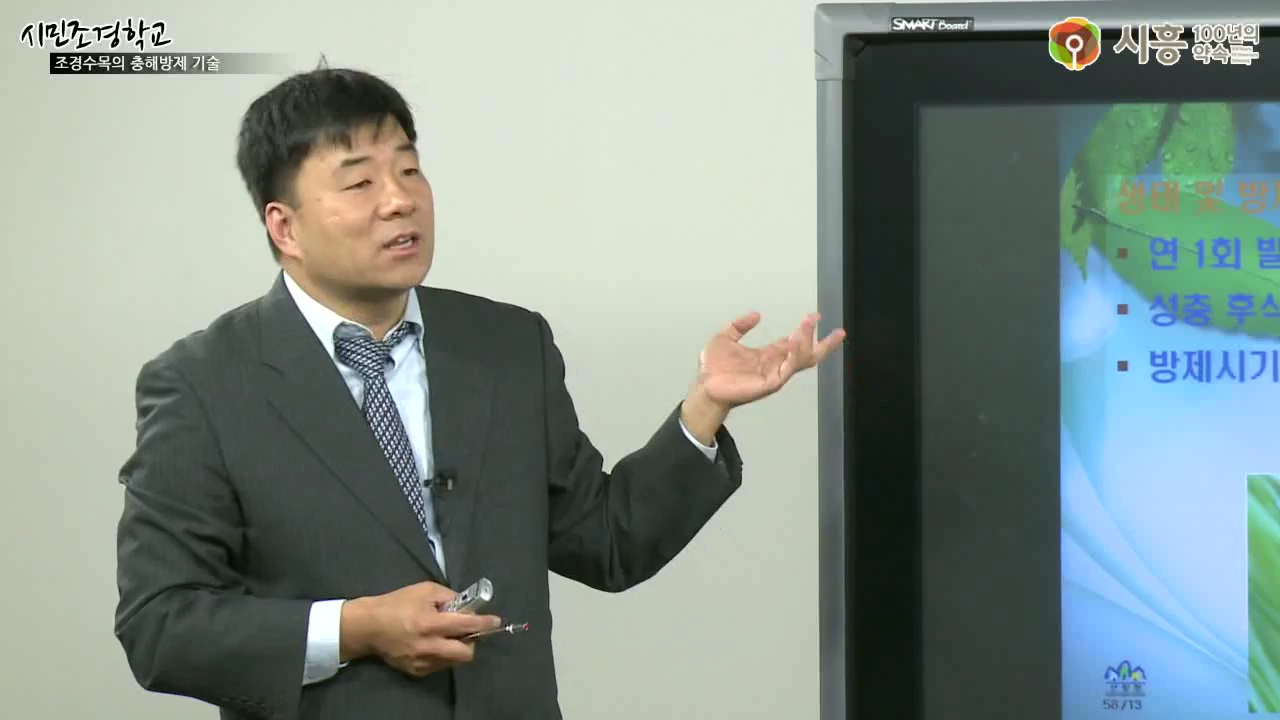 시민조경학교
조경수목의 충해방제 기술
SMART Board
시흥 100년의
약속
생태 및 방제
연 1회 발
성충 후식
방제시기
58/13